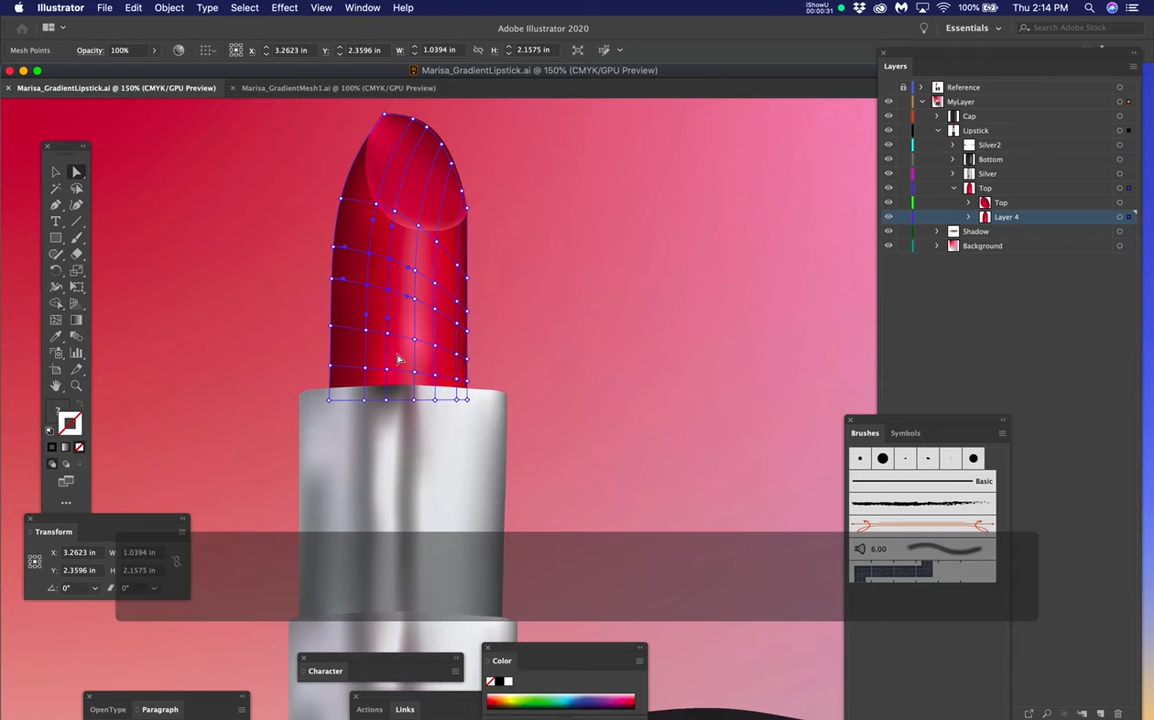 Illustrator File Edit Object Type Select Effect View Window Help
iShowU
00:00:31
100% Thu 2:14 PM
Adobe Illustrator 2020
Essentials
Search Adobe Help
Mesh Points Opacity: 100% X: 3.2623 in Y: 2.3596 in W: 1.0394 in H: 2.1575 in
Marisa_GradientLipstick.ai @ 150% (CMYK/GPU Preview)
Marisa_GradientLipstick.ai @ 150% (CMYK/GPU Preview)
Marisa_GradientMesh1.ai @ 100% (CMYK/GPU Preview)
Layers
Reference
MyLayer
Cap
Lipstick
Silver2
Bottom
Silver
Top
Top
Layer 4
Shadow
Background
Brushes Symbols
Basic
6.00
Transform
X: 3.2623 in W: 1.0394 in
Y: 2.3596 in H: 2.1575 in
0° 0°
Character
Color
OpenType Paragraph
Actions Links